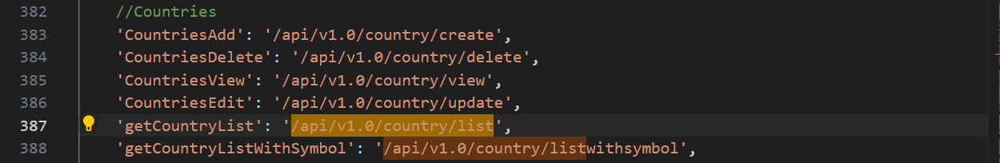 382 //Countries
383 'CountriesAdd': '/api/v1.0/country/create',
384 'CountriesDelete': '/api/v1.0/country/delete',
385 'CountriesView': '/api/v1.0/country/view',
386 'CountriesEdit': '/api/v1.0/country/update',
387 'getCountryList': '/api/v1.0/country/list',
388 'getCountryListWithSymbol': '/api/v1.0/country/listwithsymbol',